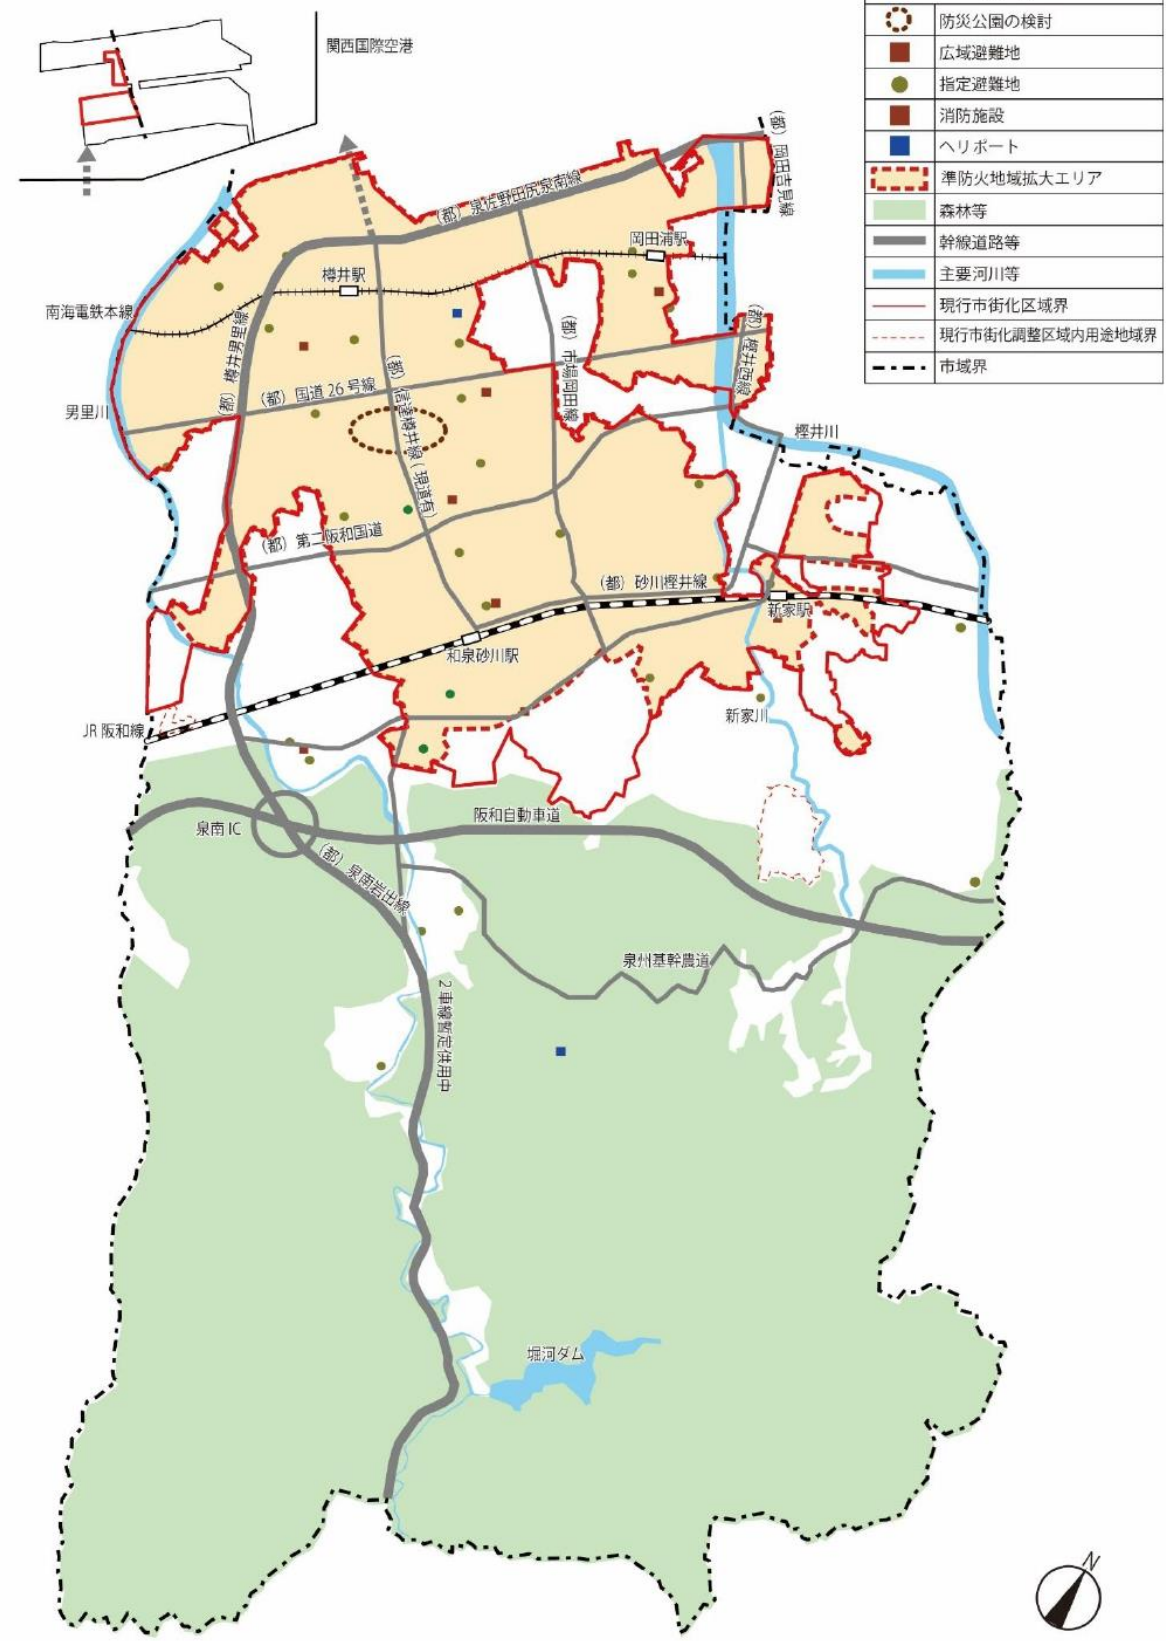 防災公園の検討
広域避難地
指定避難地
消防施設
ヘリポート
準防火地域拡大エリア
森林等
幹線道路等
主要河川等
現行市街化区域界
現行市街化調整区域内用途地域界
市域界
関西国際空港
(都)岡田吉見線
(都)泉佐野田尻泉南線
岡田浦駅
樽井駅
南海電鉄本線
(都)樽井男里線
(都)市場岡田線
(都)樫井西線
(都)国道26号線
(都)信達樽井線(現道有)
男里川
樫井川
(都)第二阪和国道
(都)砂川樫井線
新家駅
和泉砂川駅
JR阪和線
新家川
阪和自動車道
泉南IC
(都)泉南岩出線
泉州基幹農道
2車線暫定供用中
堀河ダム
N